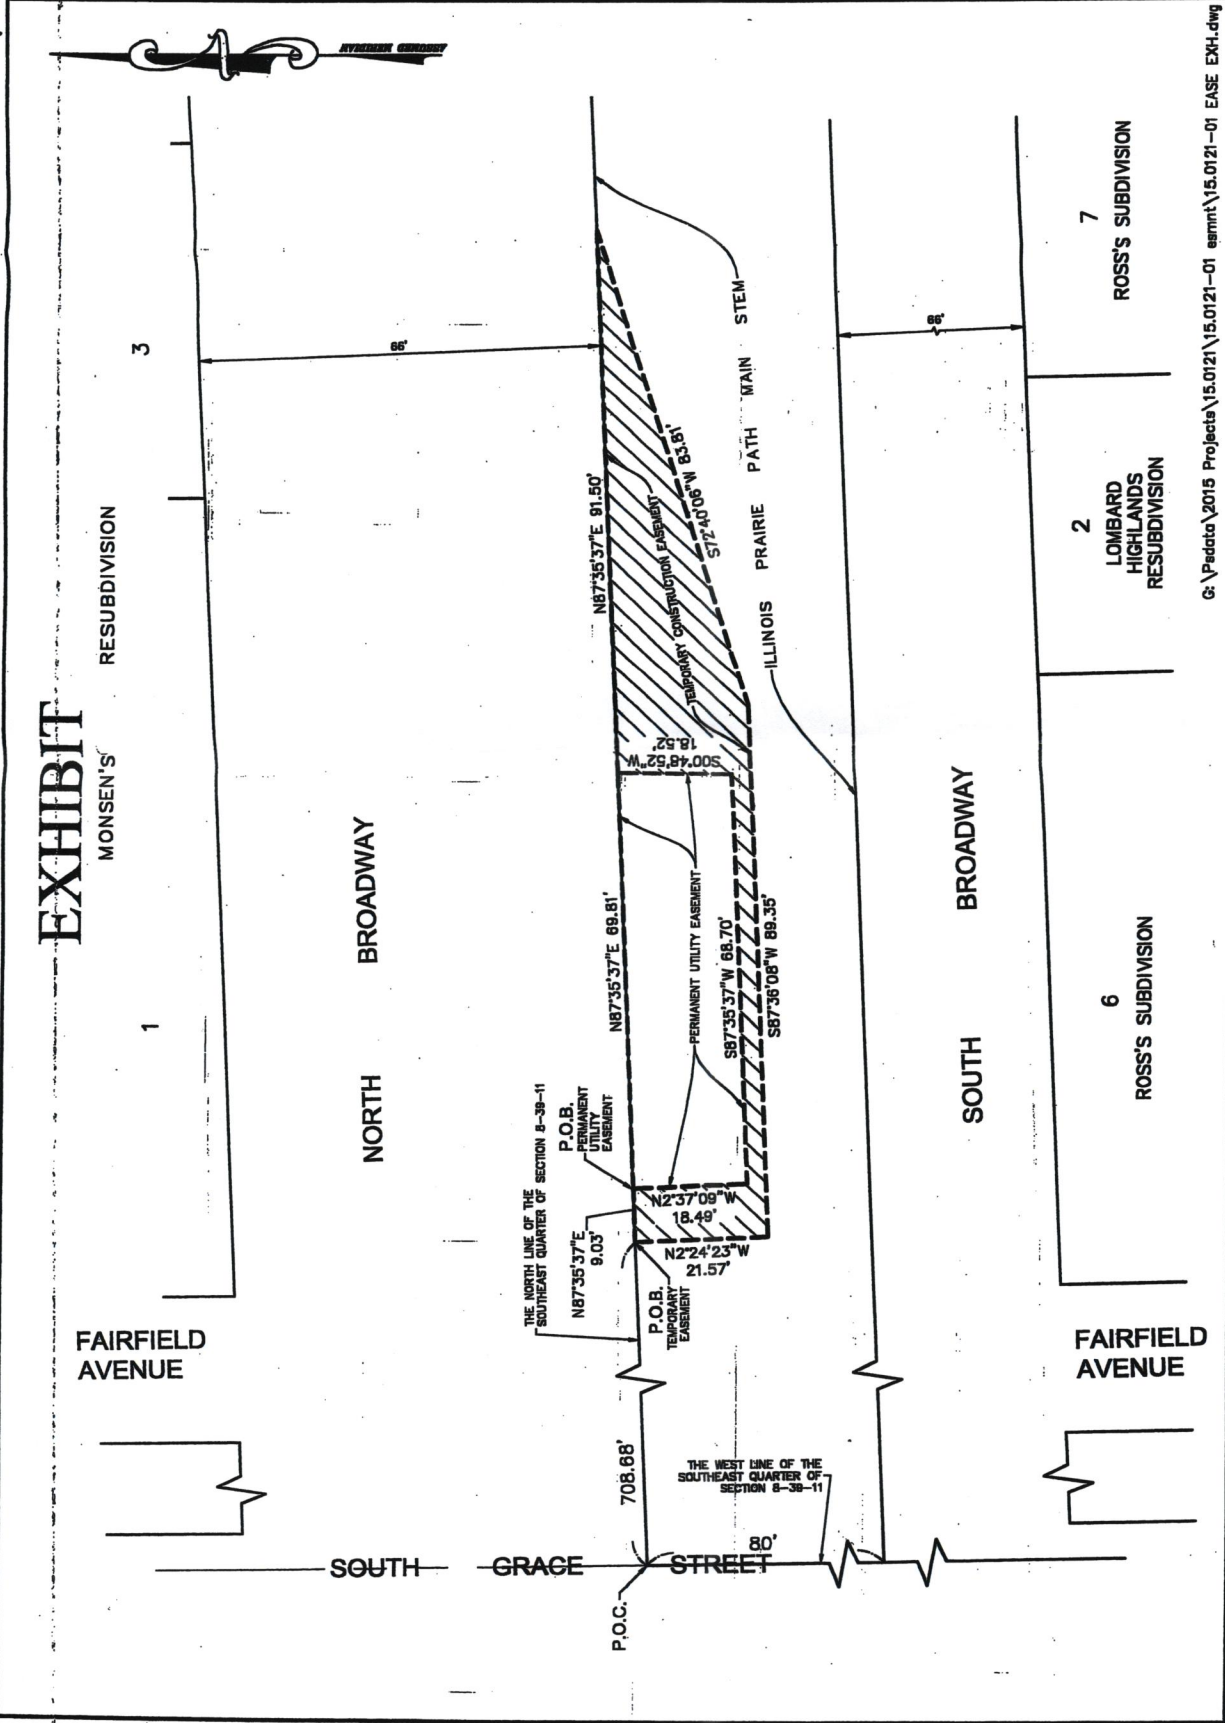 EXHIBIT
ASSUMED MERIDIAN
MONSEN'S RESUBDIVISION
1
3
FAIRFIELD
AVENUE
NORTH BROADWAY
66'
THE NORTH LINE OF THE
SOUTHEAST QUARTER OF SECTION 8-39-11
P.O.B.
PERMANENT
UTILITY
EASEMENT
N87°35'37"E
9.03'
N87°35'37"E 69.81'
N87°35'37"E 91.50'
708.68'
P.O.B.
TEMPORARY
EASEMENT
N2°37'09"W
18.49'
N2°24'23"W
21.57'
PERMANENT UTILITY EASEMENT
S00°48'52"W
18.52'
TEMPORARY CONSTRUCTION EASEMENT
S72°40'06"W 83.81'
S87°35'37"W 68.70'
S87°36'08"W 89.35'
ILLINOIS PRAIRIE PATH MAIN STEM
P.O.C.
SOUTH GRACE STREET
80'
THE WEST LINE OF THE
SOUTHEAST QUARTER OF
SECTION 8-39-11
SOUTH BROADWAY
66'
FAIRFIELD
AVENUE
6
ROSS'S SUBDIVISION
2
LOMBARD
HIGHLANDS
RESUBDIVISION
7
ROSS'S SUBDIVISION
G:\Psdata\2015 Projects\15.0121\15.0121-01 esmnt\15.0121-01 EASE EXH.dwg